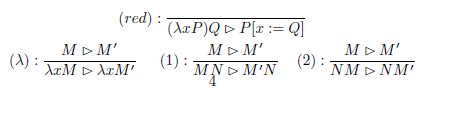 (red) : (λxP)Q ▷ P[x := Q]
(λ) : M ▷ M′ / λxM ▷ λxM′ (1) : M ▷ M′ / MN ▷ M′N (2) : M ▷ M′ / NM ▷ NM′
4